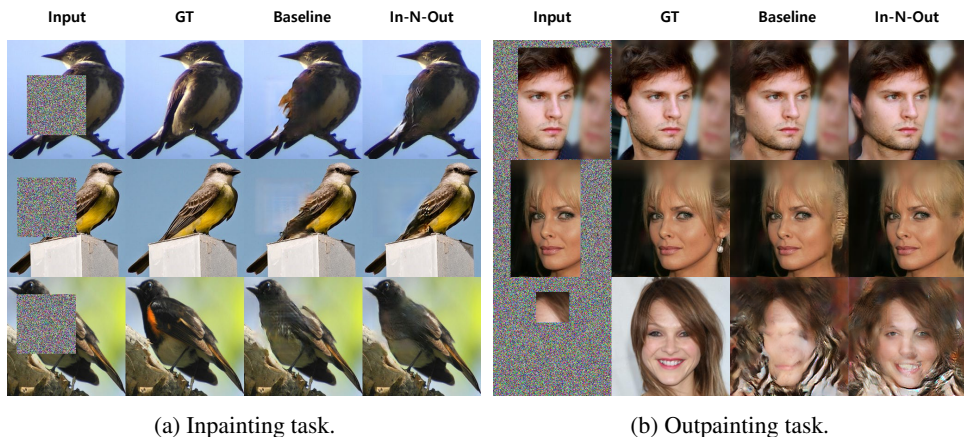 Input GT Baseline In-N-Out Input GT Baseline In-N-Out
(a) Inpainting task. (b) Outpainting task.